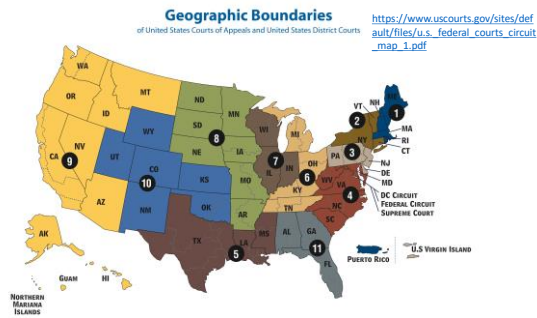 Geographic Boundaries
of United States Courts of Appeals and United States District Courts
https://www.uscourts.gov/sites/def
ault/files/u.s._federal_courts_circuit
_map_1.pdf
WA
MT
ND
MN
VT
NH
1
OR
ID
SD
8
WI
MI
2
NY
MA
RI
CT
WY
NE
IA
7
PA
3
NJ
DE
MD
NV
UT
IL
IN
OH
6
WV
VA
CA
9
CO
10
KS
MO
KY
4
DC CIRCUIT
FEDERAL CIRCUIT
SUPREME COURT
AZ
NM
OK
AR
TN
NC
SC
TX
LA
5
MS
AL
GA
11
FL
AK
GUAM
HI
NORTHERN
MARIANA
ISLANDS
PUERTO RICO
U.S VIRGIN ISLAND